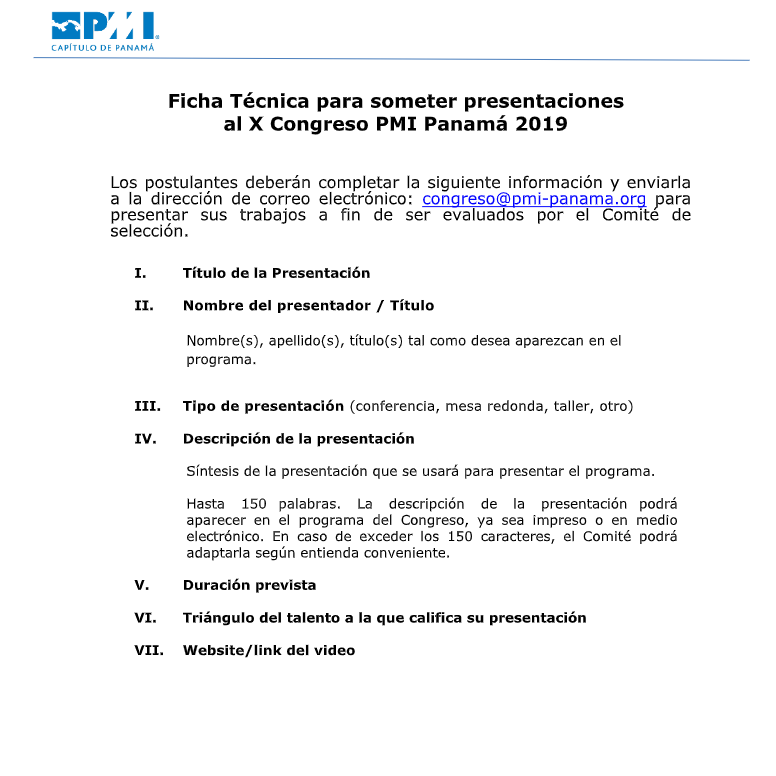 PMI®
CAPÍTULO DE PANAMÁ
Ficha Técnica para someter presentaciones
al X Congreso PMI Panamá 2019
Los postulantes deberán completar la siguiente información y enviarla
a la dirección de correo electrónico: congreso@pmi-panama.org para
presentar sus trabajos a fin de ser evaluados por el Comité de
selección.
I. Título de la Presentación
II. Nombre del presentador / Título
Nombre(s), apellido(s), título(s) tal como desea aparezcan en el
programa.
III. Tipo de presentación (conferencia, mesa redonda, taller, otro)
IV. Descripción de la presentación
Síntesis de la presentación que se usará para presentar el programa.
Hasta 150 palabras. La descripción de la presentación podrá
aparecer en el programa del Congreso, ya sea impreso o en medio
electrónico. En caso de exceder los 150 caracteres, el Comité podrá
adaptarla según entienda conveniente.
V. Duración prevista
VI. Triángulo del talento a la que califica su presentación
VII. Website/link del video